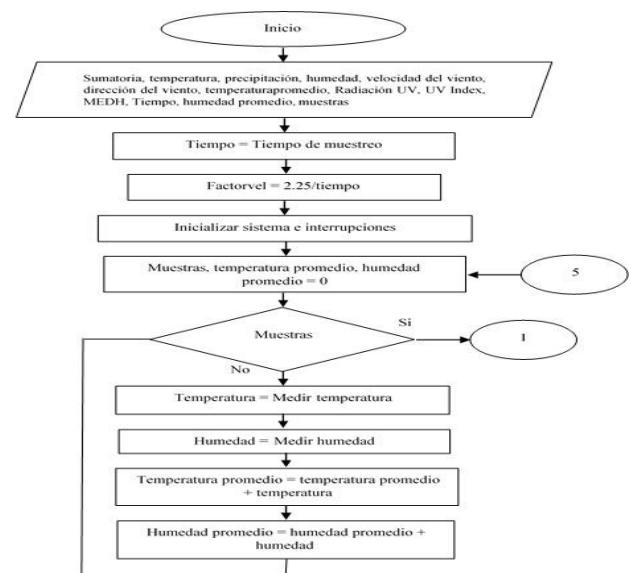 Inicio
Sumatoria, temperatura, precipitación, humedad, velocidad del viento,
dirección del viento, temperaturapromedio, Radiación UV, UV Index,
MEDH, Tiempo, humedad promedio, muestras
Tiempo = Tiempo de muestreo
Factorvel = 2.25/tiempo
Inicializar sistema e interrupciones
Muestras, temperatura promedio, humedad
promedio = 0
5
Muestras
Si
1
No
Temperatura = Medir temperatura
Humedad = Medir humedad
Temperatura promedio = temperatura promedio
+ temperatura
Humedad promedio = humedad promedio +
humedad